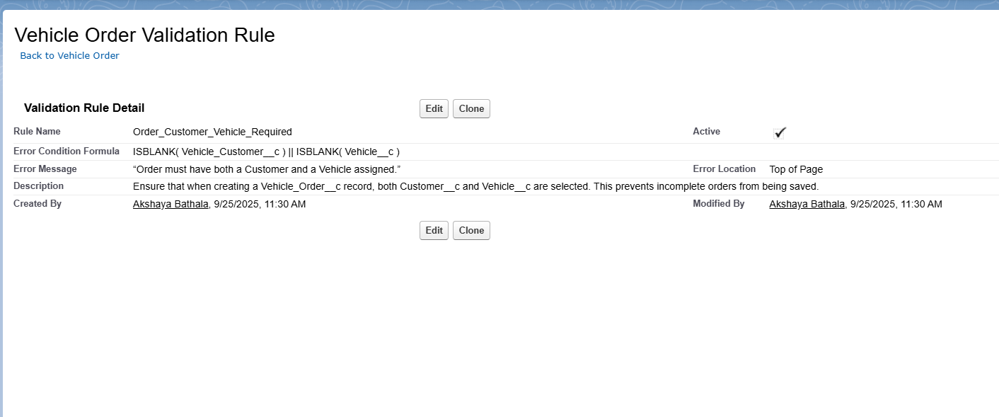 Vehicle Order Validation Rule
Back to Vehicle Order
Validation Rule Detail Edit Clone
Rule Name Order_Customer_Vehicle_Required Active
Error Condition Formula ISBLANK( Vehicle_Customer__c ) || ISBLANK( Vehicle__c )
Error Message “Order must have both a Customer and a Vehicle assigned.” Error Location Top of Page
Description Ensure that when creating a Vehicle_Order__c record, both Customer__c and Vehicle__c are selected. This prevents incomplete orders from being saved.
Created By Akshaya Bathala, 9/25/2025, 11:30 AM Modified By Akshaya Bathala, 9/25/2025, 11:30 AM
Edit Clone